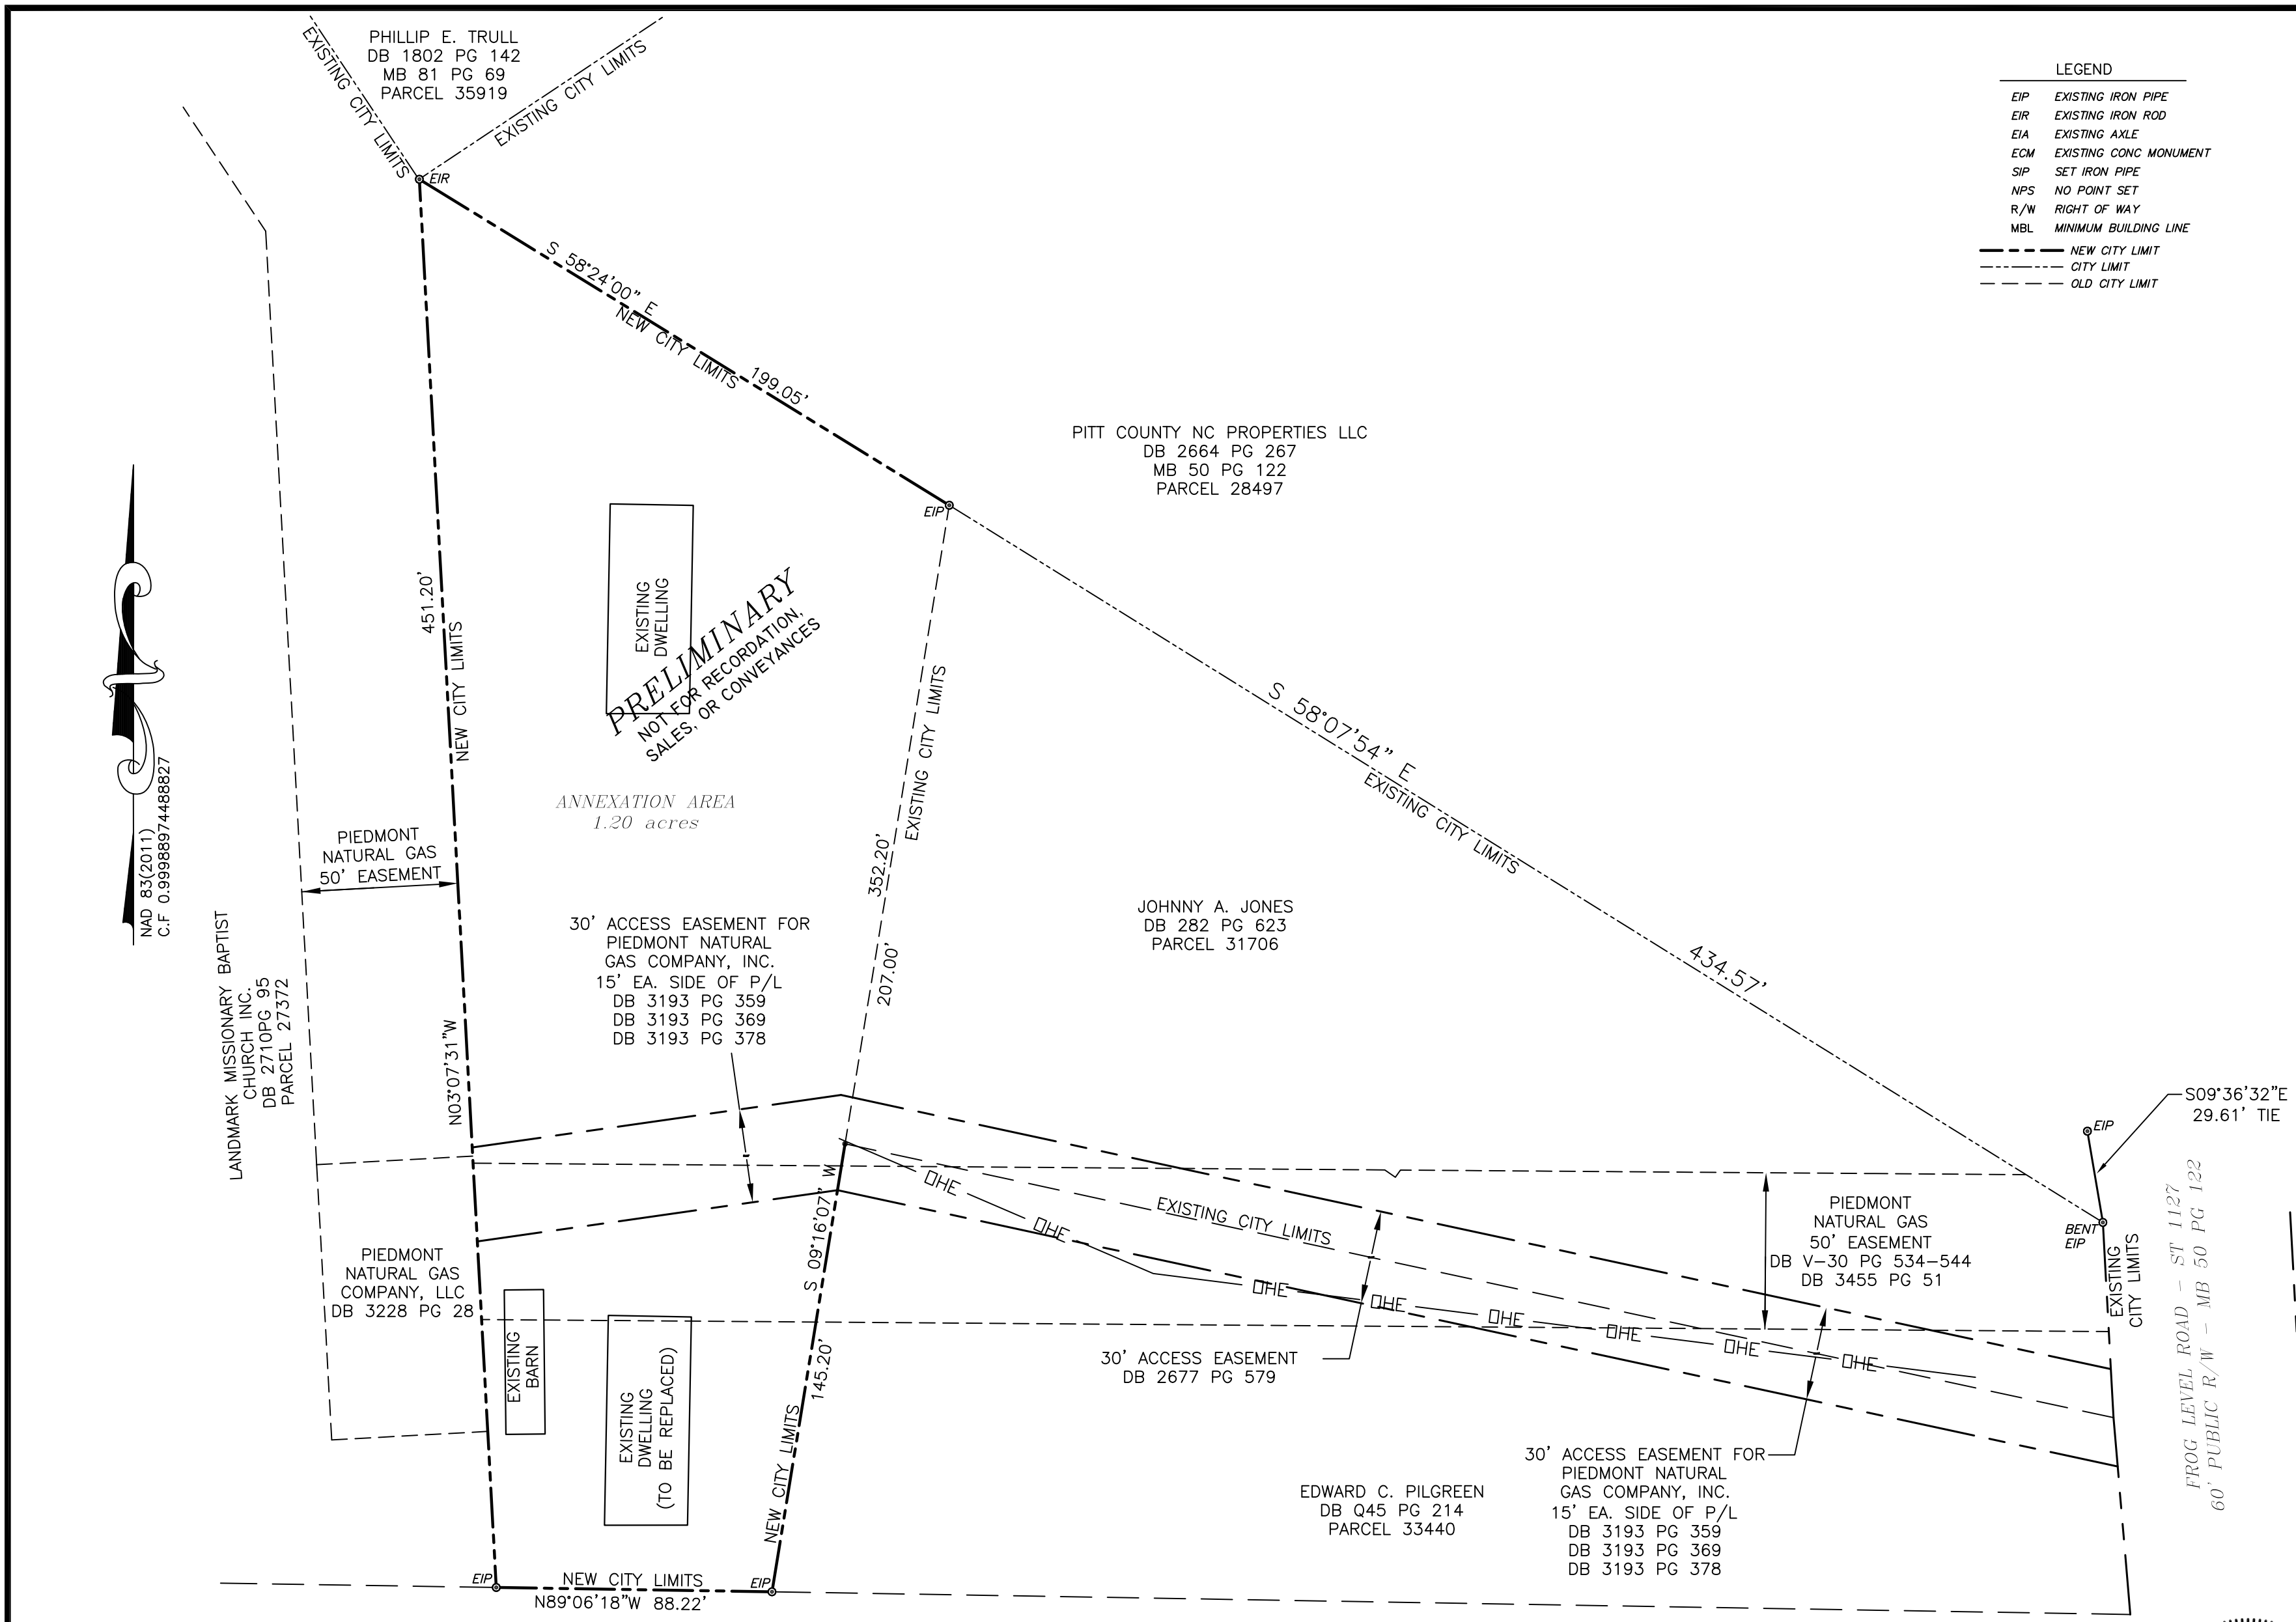 PHILLIP E. TRULL
DB 1802 PG 142
MB 81 PG 69
PARCEL 35919
EXISTING CITY LIMITS
EXISTING CITY LIMITS
EIR
LEGEND
EIP EXISTING IRON PIPE
EIR EXISTING IRON ROD
EIA EXISTING AXLE
ECM EXISTING CONC MONUMENT
SIP SET IRON PIPE
NPS NO POINT SET
R/W RIGHT OF WAY
MBL MINIMUM BUILDING LINE
NEW CITY LIMIT
CITY LIMIT
OLD CITY LIMIT
S 58°24'00" E
NEW CITY LIMITS
199.05'
PITT COUNTY NC PROPERTIES LLC
DB 2664 PG 267
MB 50 PG 122
PARCEL 28497
EIP
451.20'
NEW CITY LIMITS
N03°07'31"W
EXISTING
DWELLING
PRELIMINARY
NOT FOR RECORDATION,
SALES, OR CONVEYANCES
EXISTING CITY LIMITS
352.20'
207.00'
S 58°07'54" E
EXISTING CITY LIMITS
434.57'
NAD 83(2011)
C.F 0.99988974488827
ANNEXATION AREA
1.20 acres
PIEDMONT
NATURAL GAS
50' EASEMENT
LANDMARK MISSIONARY BAPTIST
CHURCH INC.
DB 2710PG 95
PARCEL 27372
30' ACCESS EASEMENT FOR
PIEDMONT NATURAL
GAS COMPANY, INC.
15' EA. SIDE OF P/L
DB 3193 PG 359
DB 3193 PG 369
DB 3193 PG 378
JOHNNY A. JONES
DB 282 PG 623
PARCEL 31706
S09°36'32"E
29.61' TIE
EIP
BENT
EIP
EXISTING
CITY LIMITS
FROG LEVEL ROAD - ST 1127
60' PUBLIC R/W - MB 50 PG 122
OHE
OHE
OHE
OHE
OHE
OHE
OHE
OHE
EXISTING CITY LIMITS
PIEDMONT
NATURAL GAS
50' EASEMENT
DB V-30 PG 534-544
DB 3455 PG 51
PIEDMONT
NATURAL GAS
COMPANY, LLC
DB 3228 PG 28
EXISTING
BARN
EXISTING
DWELLING
(TO BE REPLACED)
S 09°16'07" W
145.20'
NEW CITY LIMITS
30' ACCESS EASEMENT
DB 2677 PG 579
EDWARD C. PILGREEN
DB Q45 PG 214
PARCEL 33440
30' ACCESS EASEMENT FOR
PIEDMONT NATURAL
GAS COMPANY, INC.
15' EA. SIDE OF P/L
DB 3193 PG 359
DB 3193 PG 369
DB 3193 PG 378
EIP
NEW CITY LIMITS
EIP
N89°06'18"W 88.22'